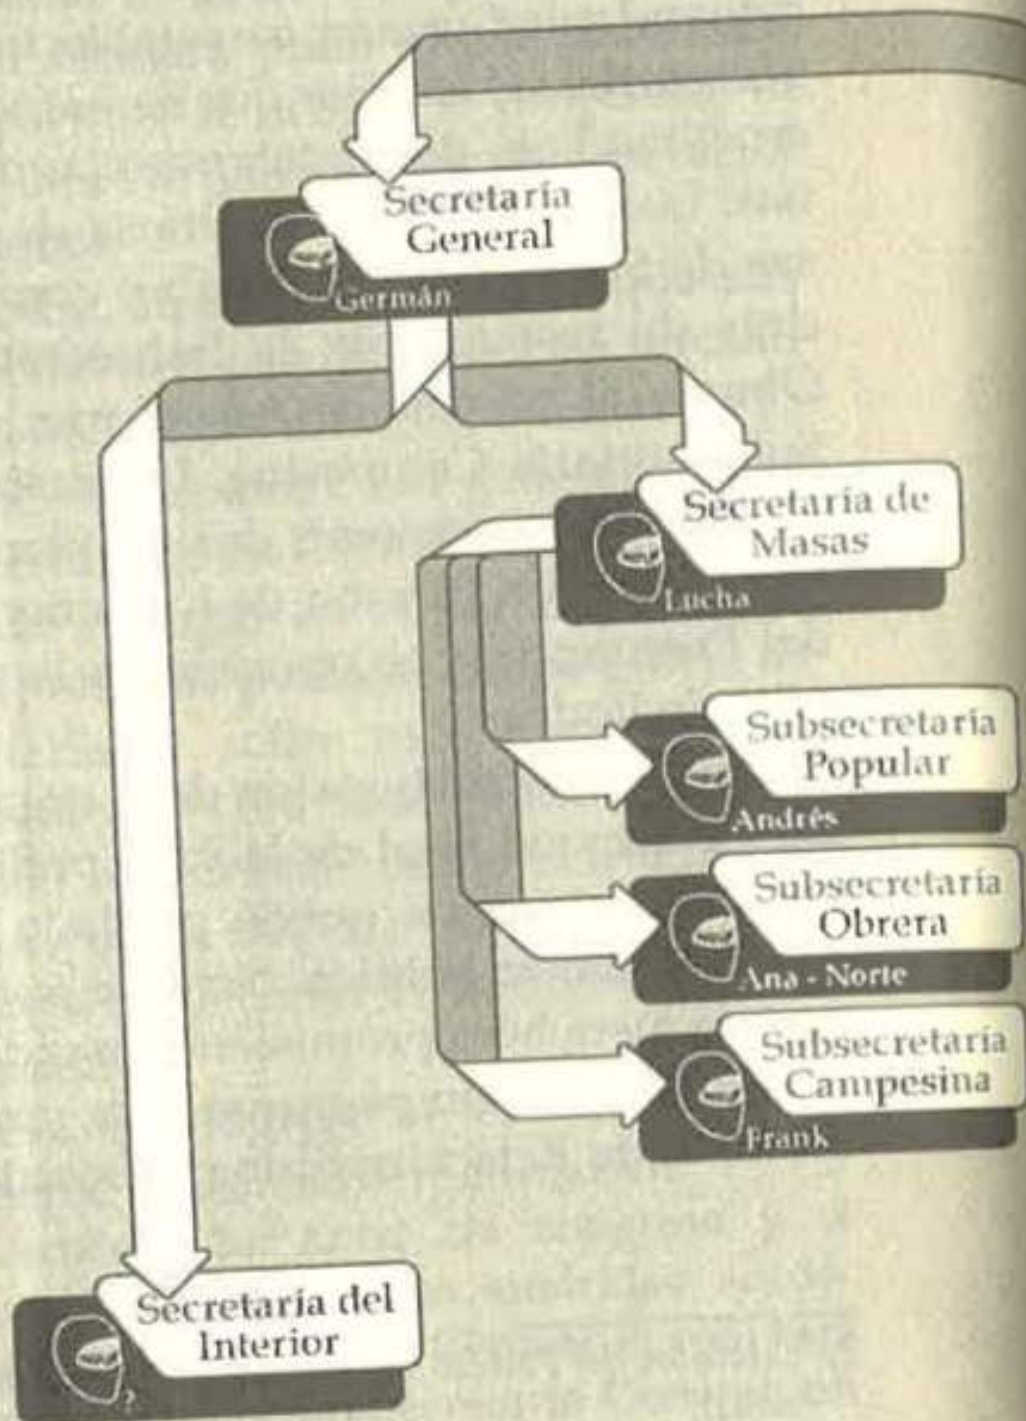 Secretaría
General
Germán
Secretaría de
Masas
Lucha
Subsecretaría
Popular
Andrés
Subsecretaría
Obrera
Ana - Norte
Subsecretaría
Campesina
Frank
Secretaría del
Interior
?